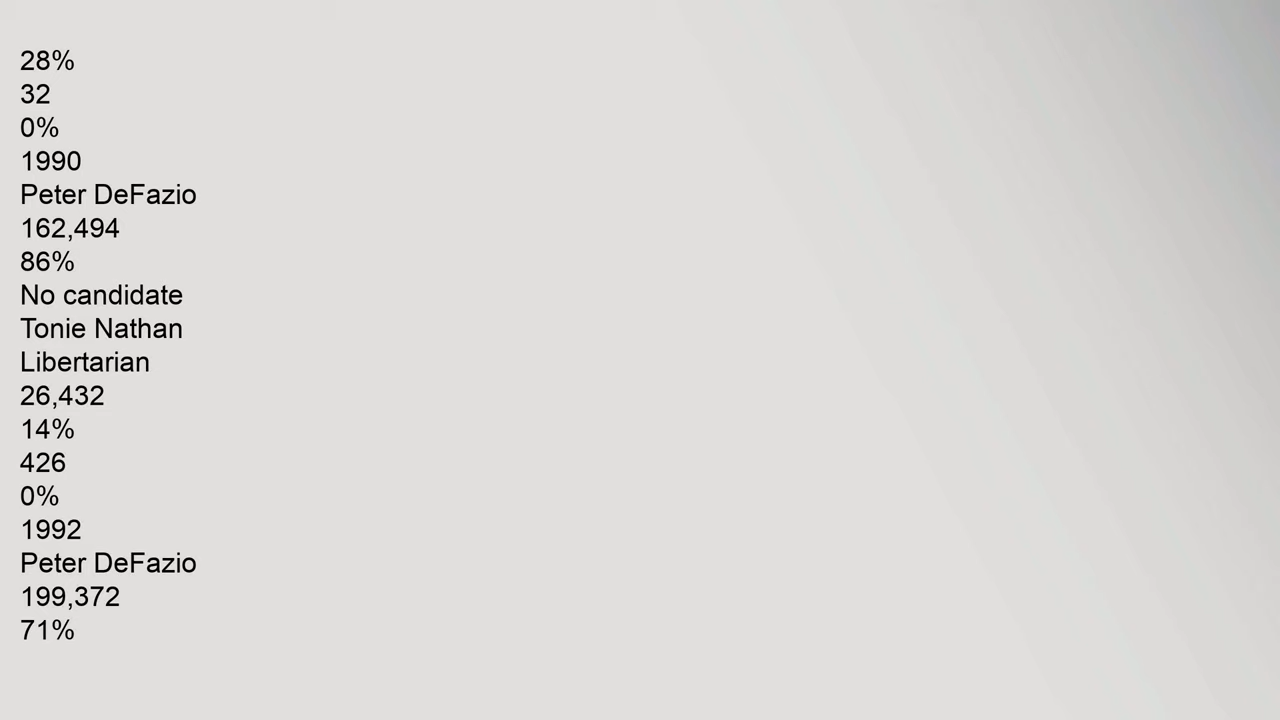 28%
32
0%
1990
Peter DeFazio
162,494
86%
No candidate
Tonie Nathan
Libertarian
26,432
14%
426
0%
1992
Peter DeFazio
199,372
71%